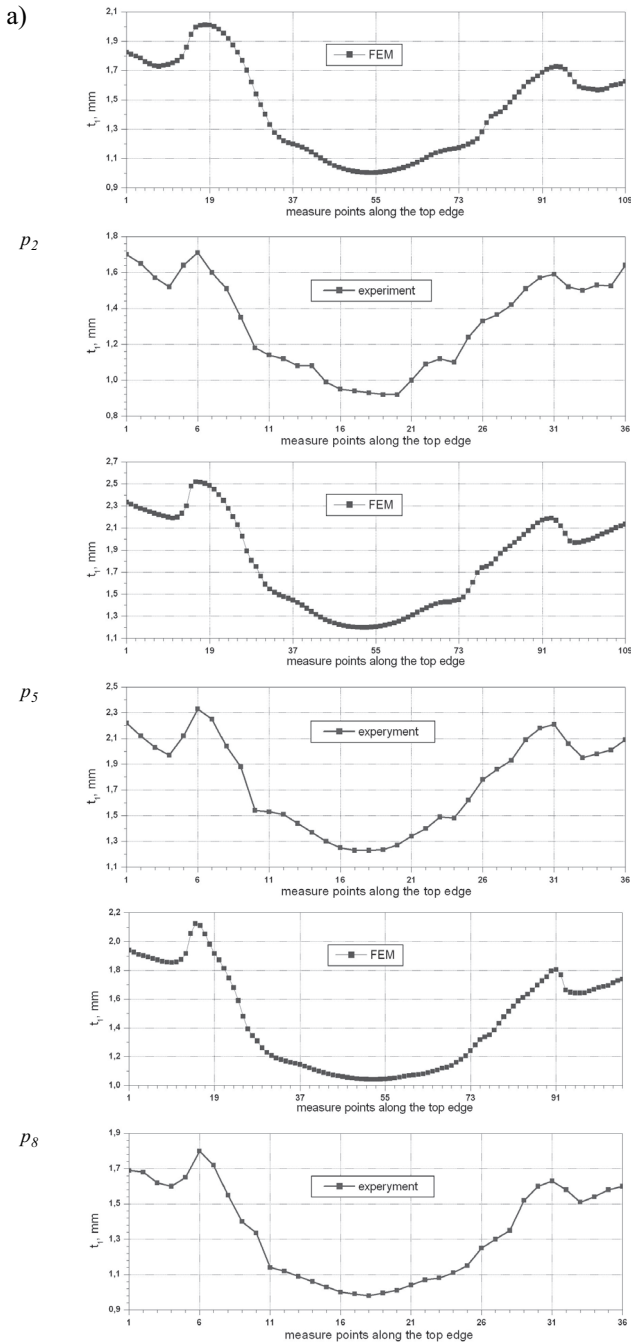 a)
2,1
1,9
1,7
1,5
1,3
1,1
0,9
t₁, mm
FEM
1 19 37 55 73 91 109
measure points along the top edge
p₂
1,8
1,6
1,4
1,2
1,0
0,8
t₁, mm
experiment
1 6 11 16 21 26 31 36
measure points along the top edge
2,7
2,5
2,3
2,1
1,9
1,7
1,5
1,3
1,1
t₁, mm
FEM
1 19 37 55 73 91 109
measure points along the top edge
p₅
2,5
2,3
2,1
1,9
1,7
1,5
1,3
1,1
t₁, mm
experyment
1 6 11 16 21 26 31 36
measure points along the top edge
2,2
2,0
1,8
1,6
1,4
1,2
1,0
t₁, mm
FEM
1 19 37 55 73 91
measure points along the top edge
p₈
1,9
1,7
1,5
1,3
1,1
0,9
t₁, mm
experyment
1 6 11 16 21 26 31 36
measure points along the top edge